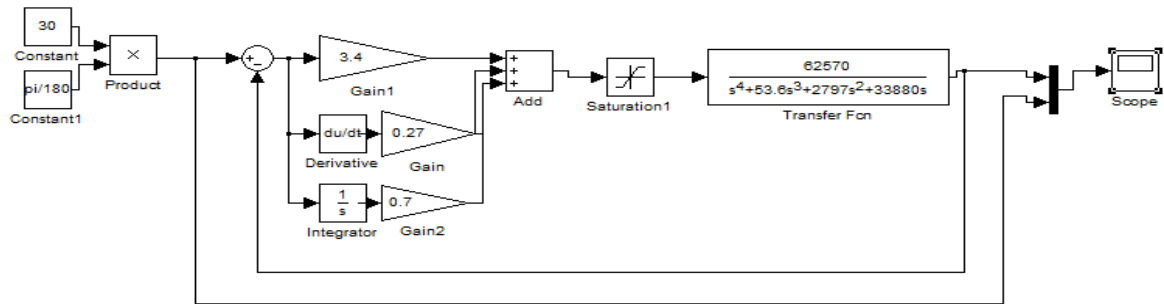 30
Constant
pi/180
Constant1
×
Product
+
-
3.4
Gain1
du/dt
Derivative
0.27
Gain
1
s
Integrator
0.7
Gain2
+
+
+
Add
Saturation1
62570
s⁴+53.6s³+2797s²+33880s
Transfer Fcn
Scope